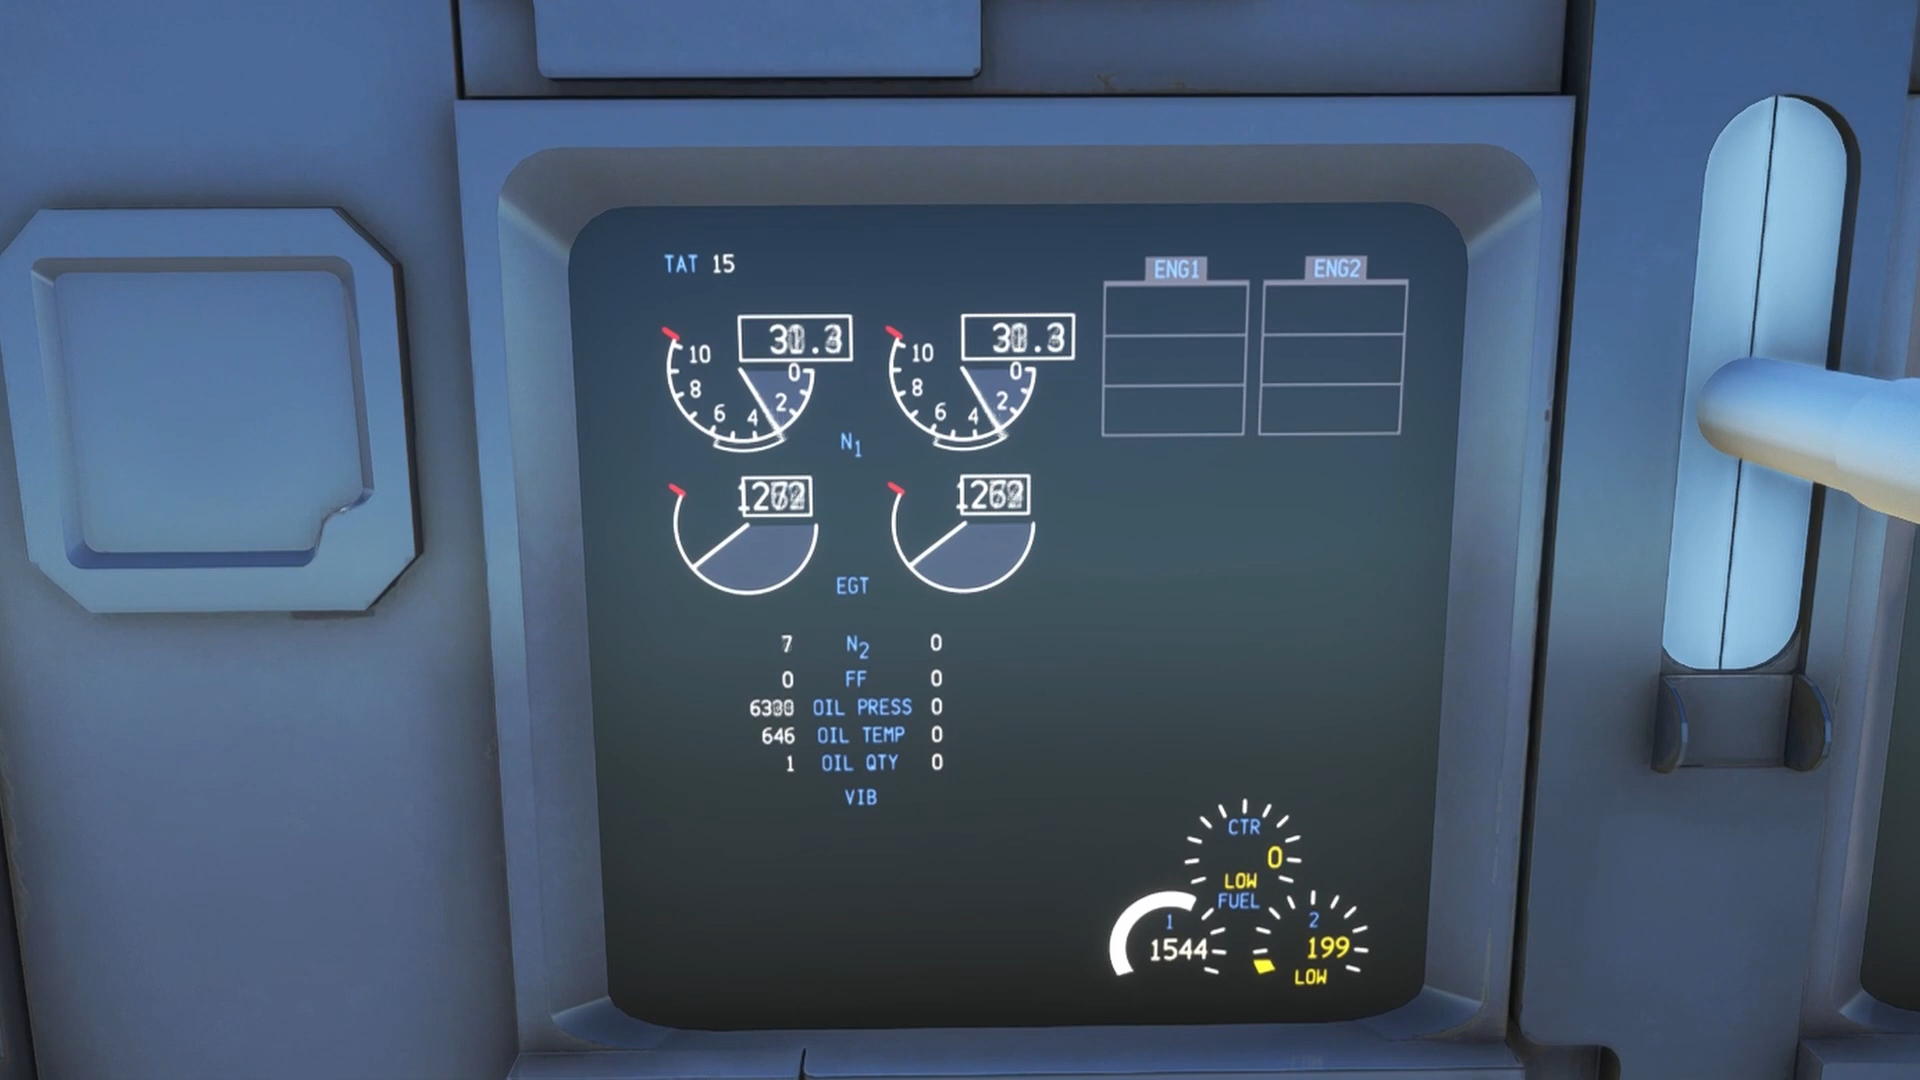 TAT 15
ENG1 ENG2
10 8 6 4 2 0
10 8 6 4 2 0
N1
EGT
7 N2 0
0 FF 0
OIL PRESS 0
646 OIL TEMP 0
1 OIL QTY 0
VIB
CTR
0
LOW
FUEL
1 2
1544 199
LOW